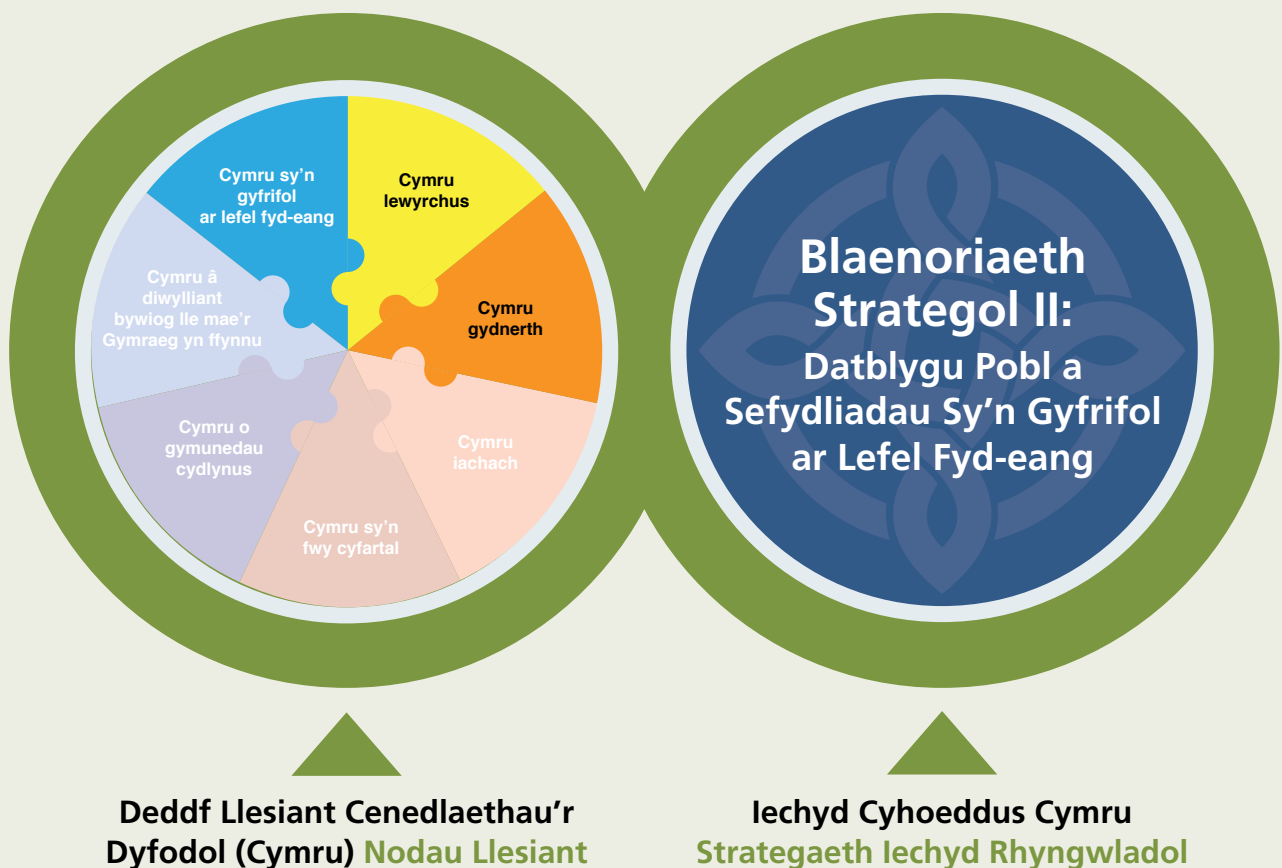 Cymru sy'n
gyfrifol
ar lefel fyd-eang
Cymru
lewyrchus
Cymru
gydnerth
Cymru
iachach
Cymru sy'n
fwy cyfartal
Cymru o
gymunedau
cydlynus
Cymru â
diwylliant
bywiog lle mae'r
Gymraeg yn ffynnu
Blaenoriaeth
Strategol II:
Datblygu Pobl a
Sefydliadau Sy'n Gyfrifol
ar Lefel Fyd-eang
Deddf Llesiant Cenedlaethau'r
Dyfodol (Cymru) Nodau Llesiant
Iechyd Cyhoeddus Cymru
Strategaeth Iechyd Rhyngwladol